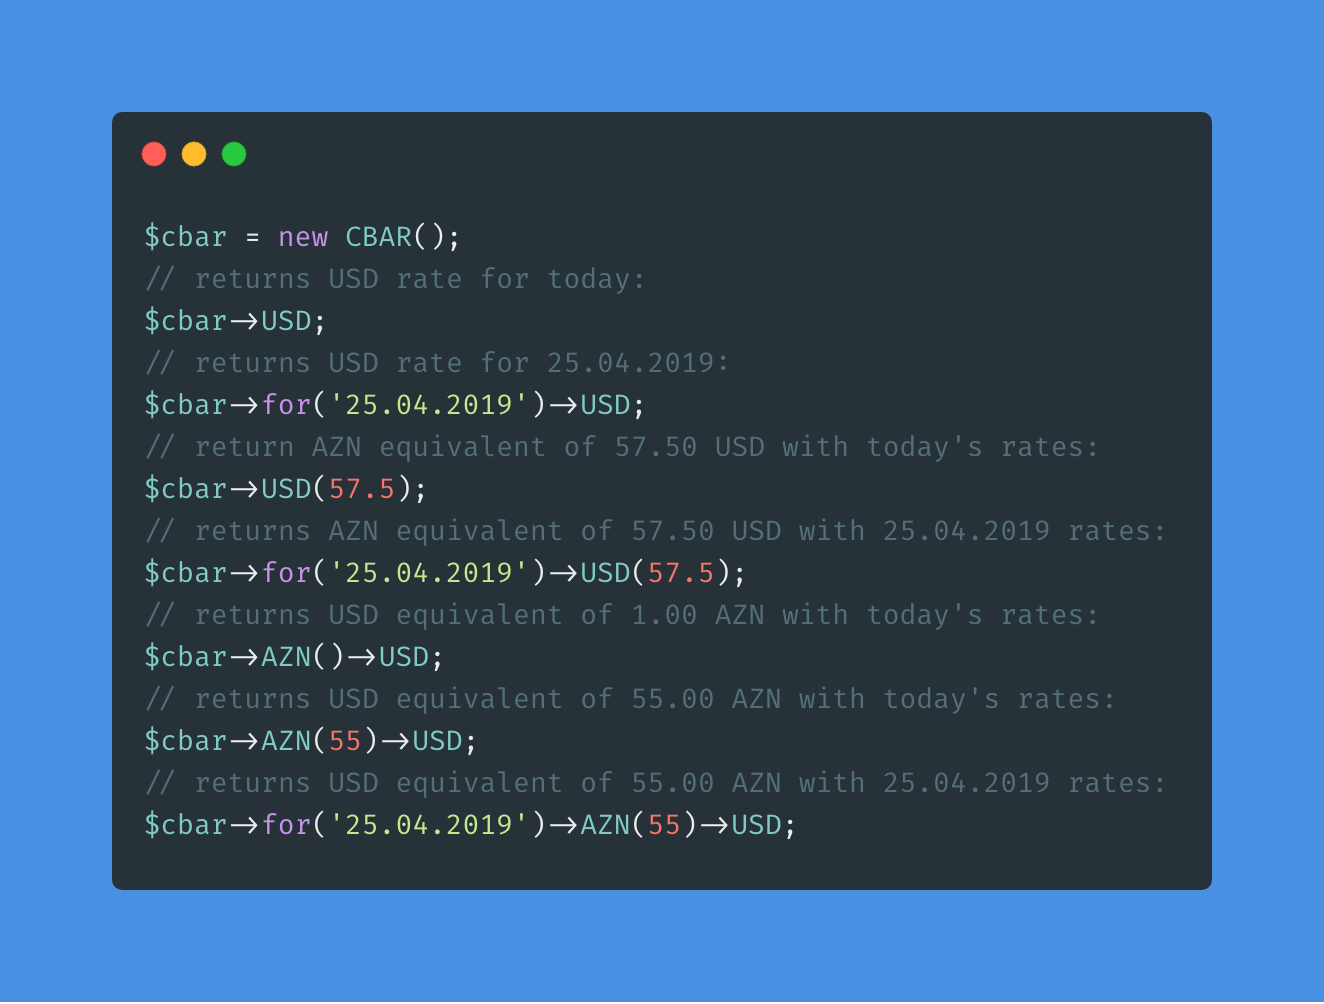 $cbar = new CBAR();
// returns USD rate for today:
$cbar->USD;
// returns USD rate for 25.04.2019:
$cbar->for('25.04.2019')->USD;
// return AZN equivalent of 57.50 USD with today's rates:
$cbar->USD(57.5);
// returns AZN equivalent of 57.50 USD with 25.04.2019 rates:
$cbar->for('25.04.2019')->USD(57.5);
// returns USD equivalent of 1.00 AZN with today's rates:
$cbar->AZN()->USD;
// returns USD equivalent of 55.00 AZN with today's rates:
$cbar->AZN(55)->USD;
// returns USD equivalent of 55.00 AZN with 25.04.2019 rates:
$cbar->for('25.04.2019')->AZN(55)->USD;